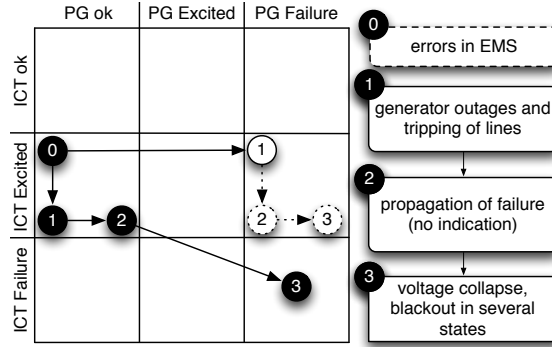 PG ok PG Excited PG Failure
ICT ok
ICT Excited
ICT Failure
0 1
1 2 2 3
3
0
errors in EMS
1
generator outages and
tripping of lines
2
propagation of failure
(no indication)
3
voltage collapse,
blackout in several
states